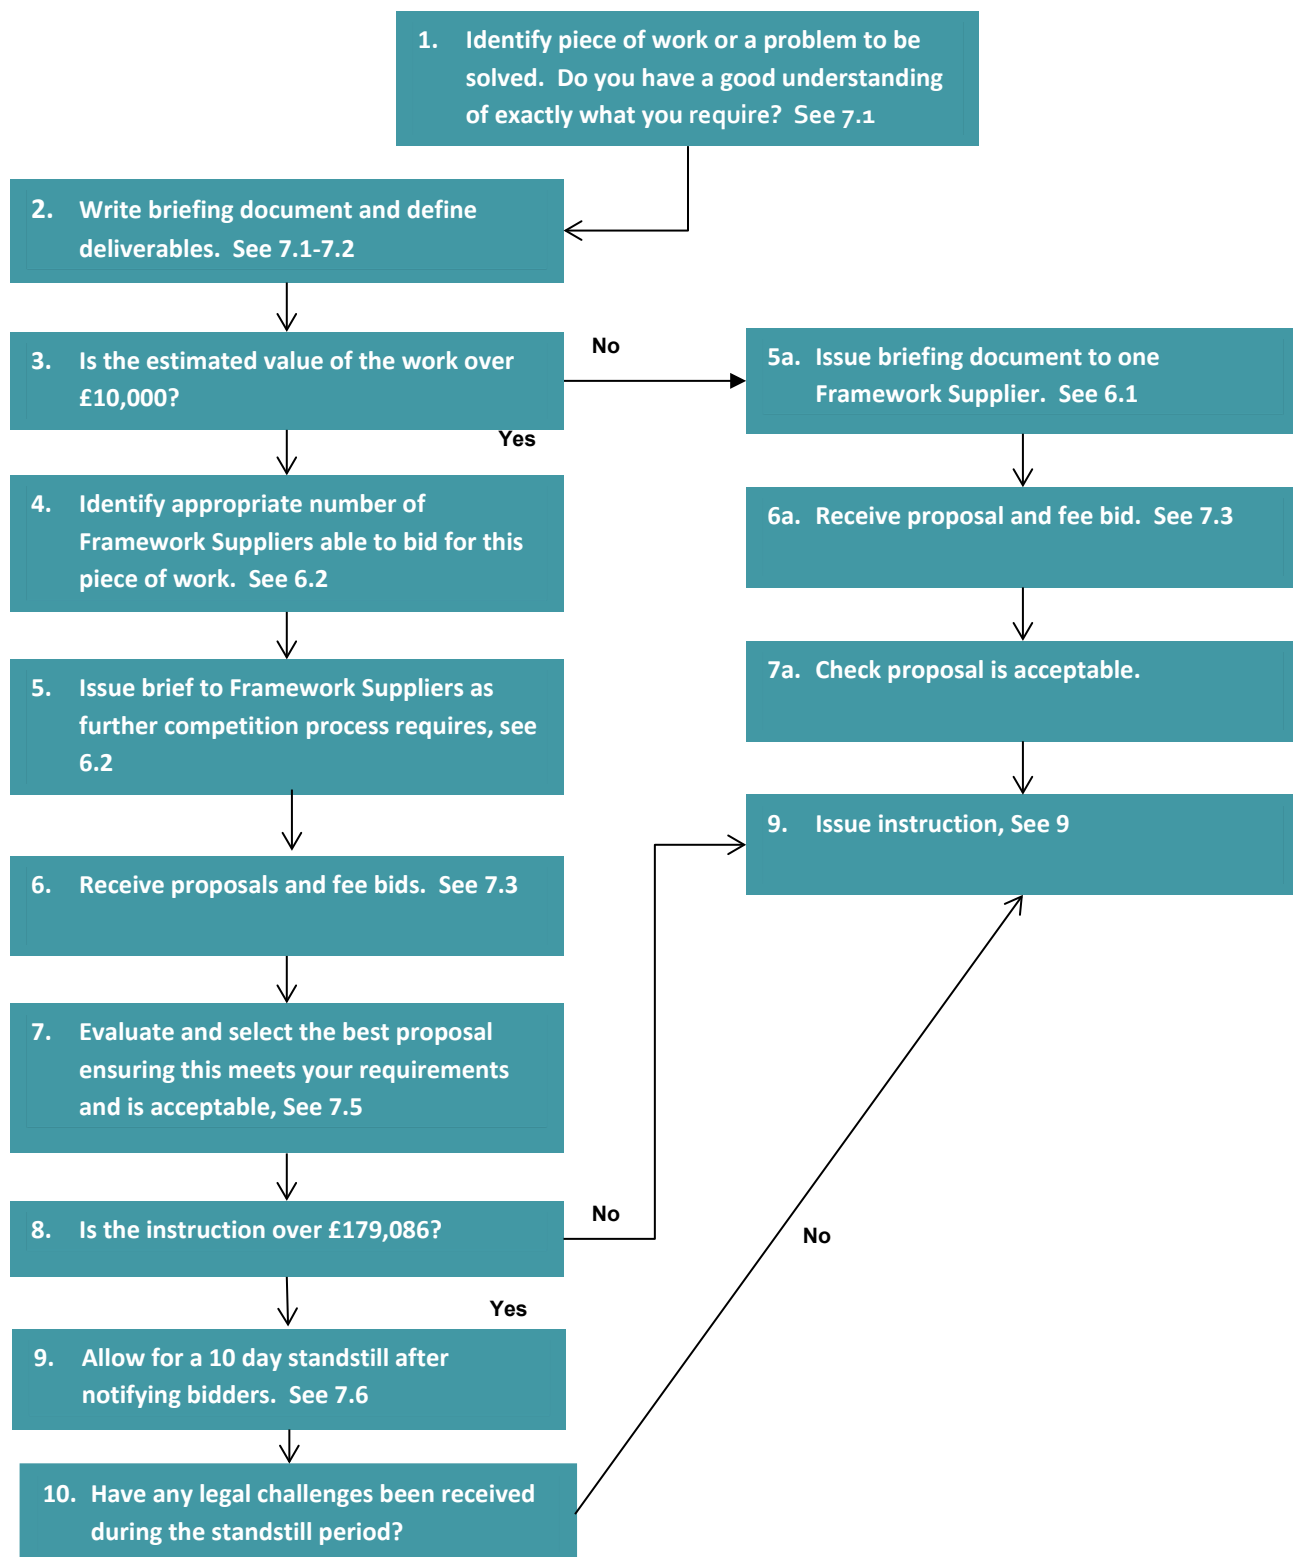 1. Identify piece of work or a problem to be
solved. Do you have a good understanding
of exactly what you require? See 7.1
2. Write briefing document and define
deliverables. See 7.1-7.2
3. Is the estimated value of the work over
£10,000?
No
Yes
5a. Issue briefing document to one
Framework Supplier. See 6.1
4. Identify appropriate number of
Framework Suppliers able to bid for this
piece of work. See 6.2
6a. Receive proposal and fee bid. See 7.3
5. Issue brief to Framework Suppliers as
further competition process requires, see
6.2
7a. Check proposal is acceptable.
9. Issue instruction, See 9
6. Receive proposals and fee bids. See 7.3
7. Evaluate and select the best proposal
ensuring this meets your requirements
and is acceptable, See 7.5
8. Is the instruction over £179,086?
No
No
Yes
9. Allow for a 10 day standstill after
notifying bidders. See 7.6
10. Have any legal challenges been received
during the standstill period?